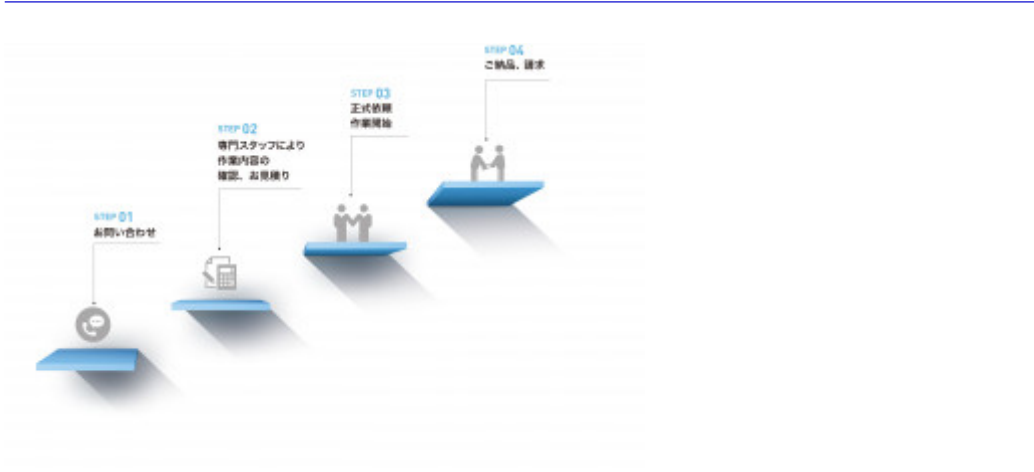 STEP 01
お問い合わせ
STEP 02
専門スタッフにより
作業内容の
確認、お見積り
STEP 03
正式依頼
作業開始
STEP 04
ご納品、請求